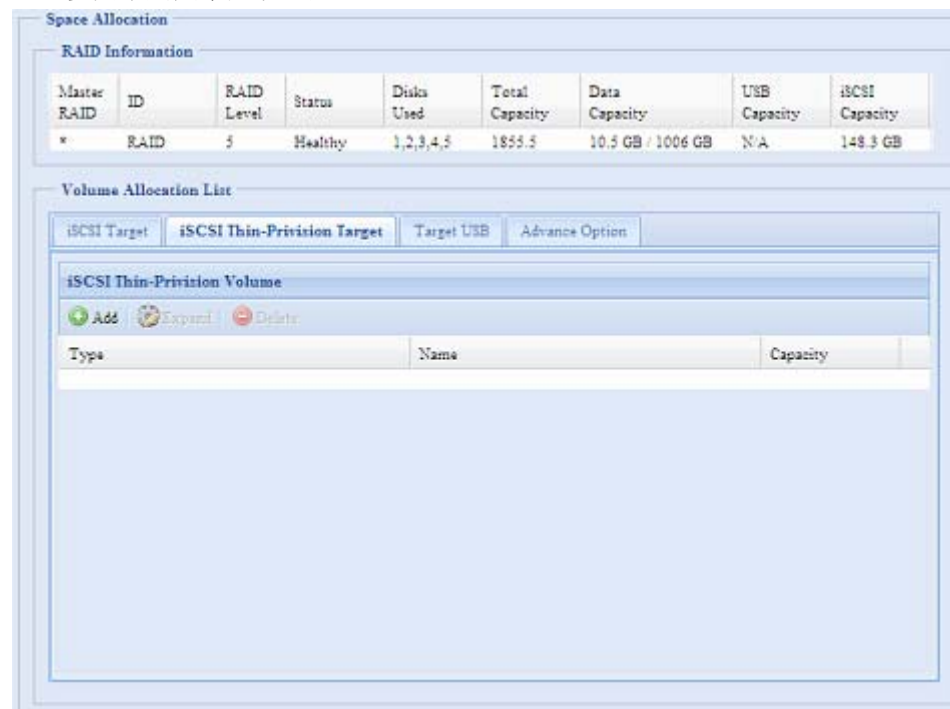 Space Allocation
RAID Information
Master RAID ID RAID Level Status Disks Used Total Capacity Data Capacity USB Capacity iSCSI Capacity
* RAID 5 Healthy 1,2,3,4,5 1855.5 10.5 GB / 1006 GB N/A 148.3 GB
Volume Allocation List
iSCSI Target iSCSI Thin-Privision Target Target USB Advance Option
iSCSI Thin-Privision Volume
Add Expand Delete
Type Name Capacity